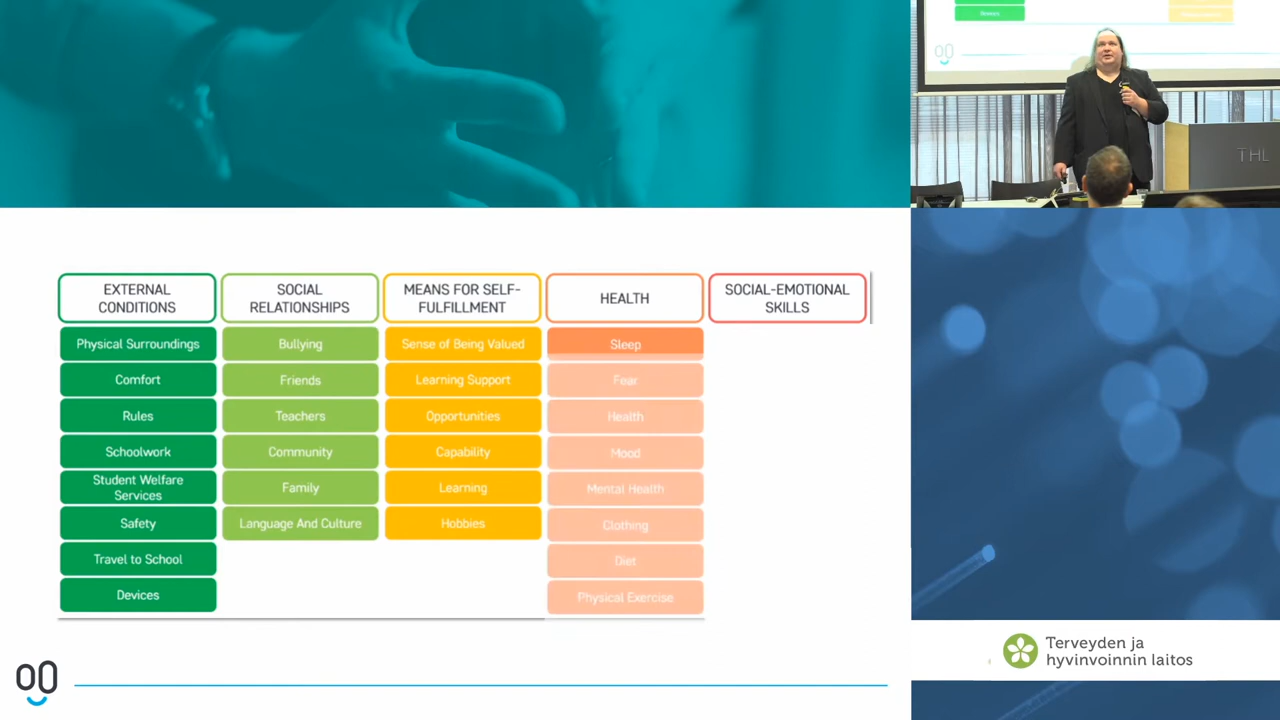 EXTERNAL
CONDITIONS
SOCIAL
RELATIONSHIPS
MEANS FOR SELF-
FULFILLMENT
HEALTH
SOCIAL-EMOTIONAL
SKILLS
Physical Surroundings
Comfort
Rules
Schoolwork
Student Welfare
Services
Safety
Travel to School
Devices
Bullying
Friends
Teachers
Community
Family
Language And Culture
Sense of Being Valued
Learning Support
Opportunities
Capability
Learning
Hobbies
Sleep
Fear
Health
Mood
Mental Health
Clothing
Diet
Physical Exercise
THL
Terveyden ja
hyvinvoinnin laitos